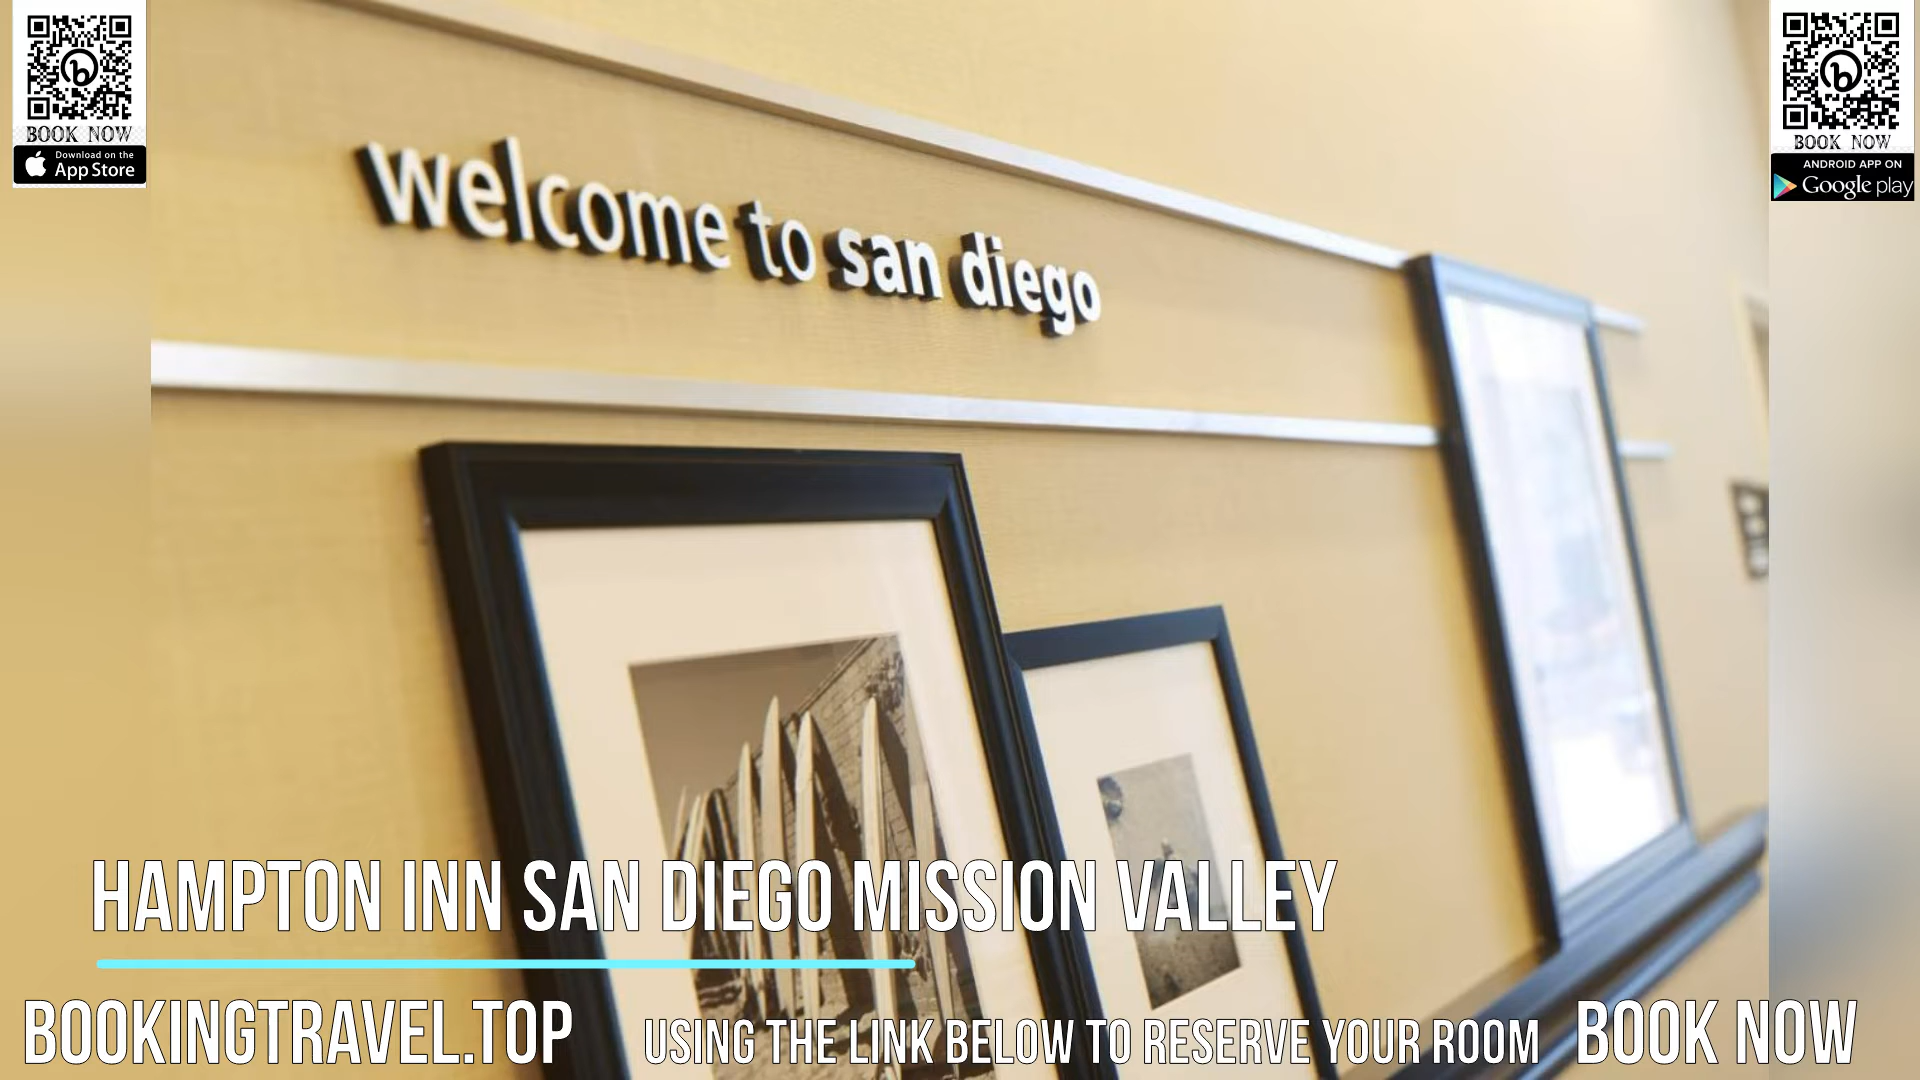 BOOK NOW
Download on the
App Store
BOOK NOW
ANDROID APP ON
Google play
welcome to san diego
HAMPTON INN SAN DIEGO MISSION VALLEY
BOOKINGTRAVEL.TOP
USING THE LINK BELOW TO RESERVE YOUR ROOM
BOOK NOW